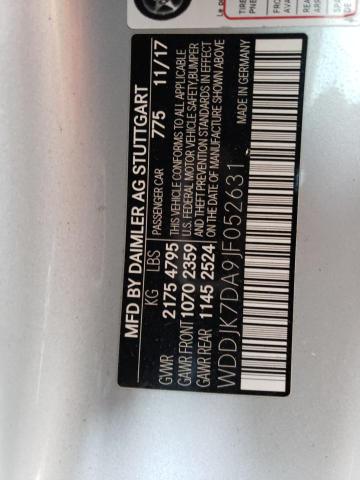 MFD BY DAIMLER AG STUTTGART
PASSENGER CAR 775 11/17
KG LBS
GVWR 2175 4795
GAWR FRONT 1070 2359
GAWR REAR 1145 2524
THIS VEHICLE CONFORMS TO ALL APPLICABLE
U.S. FEDERAL MOTOR VEHICLE SAFETY,BUMPER
AND THEFT PREVENTION STANDARDS IN EFFECT
ON THE DATE OF MANUFACTURE SHOWN ABOVE.
WDDJK7DA9JF052631
MADE IN GERMANY
TIRE